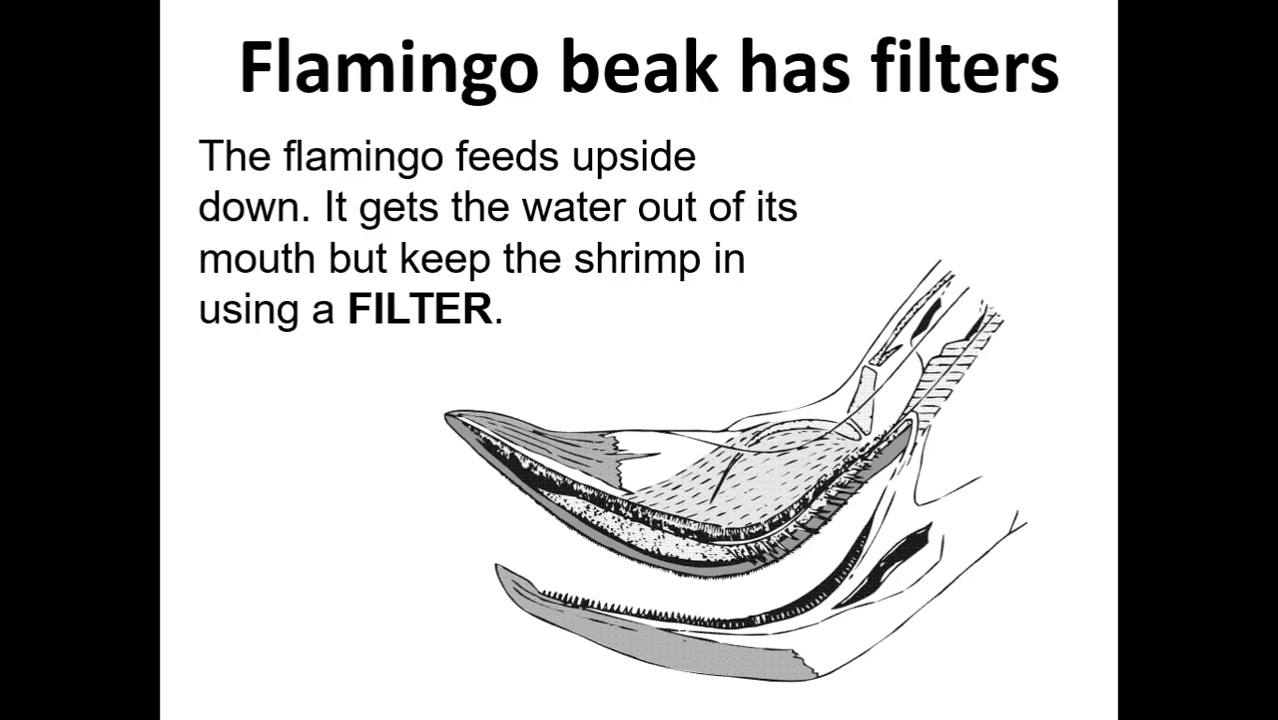 Flamingo beak has filters
The flamingo feeds upside
down. It gets the water out of its
mouth but keep the shrimp in
using a FILTER.